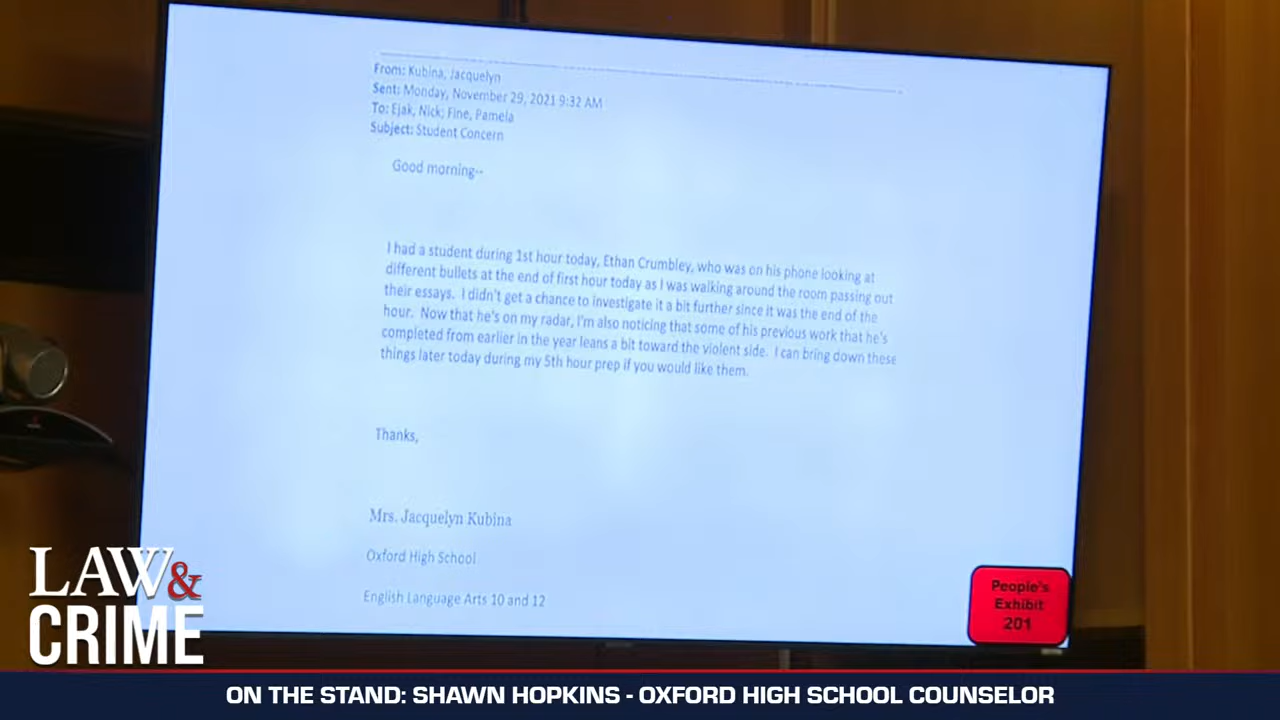 From: Kubina, Jacquelyn
Sent: Monday, November 29, 2021 9:32 AM
To: Ejak, Nick; Fine, Pamela
Subject: Student Concern
Good morning--
I had a student during 1st hour today, Ethan Crumbley, who was on his phone looking at
different bullets at the end of first hour today as I was walking around the room passing out
their essays. I didn't get a chance to investigate it a bit further since it was the end of the
hour. Now that he's on my radar, I'm also noticing that some of his previous work that he's
completed from earlier in the year leans a bit toward the violent side. I can bring down these
things later today during my 5th hour prep if you would like them.
Thanks,
Mrs. Jacquelyn Kubina
Oxford High School
English Language Arts 10 and 12
People's
Exhibit
201
LAW&
CRIME
ON THE STAND: SHAWN HOPKINS - OXFORD HIGH SCHOOL COUNSELOR